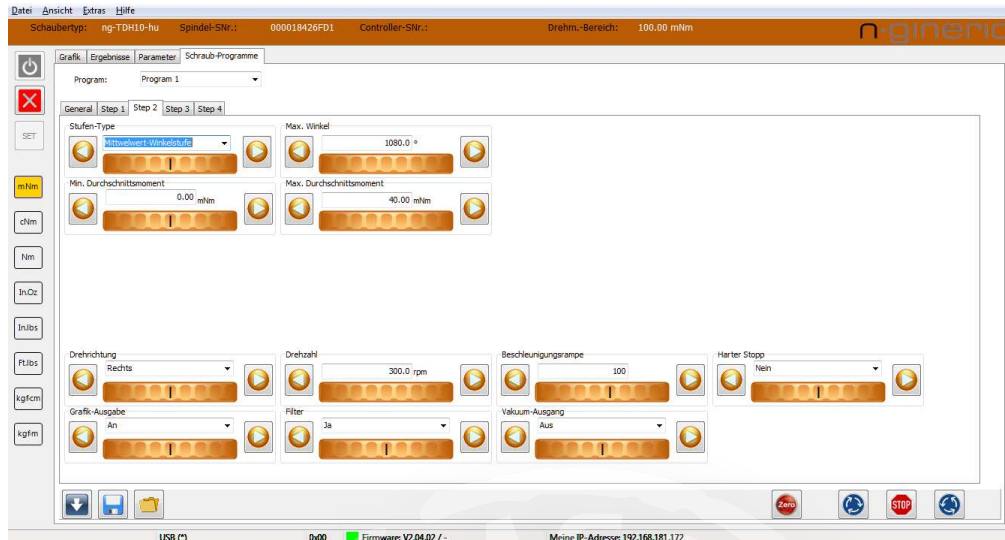 Datei Ansicht Extras Hilfe
Schaubertyp: ng-TDH10-hu Spindel-SNr.: 000018426FD1 Controller-SNr.: Drehm.-Bereich: 100.00 mNm n-gineric
Grafik Ergebnisse Parameter Schraub-Programme
Program: Program 1
General Step 1 Step 2 Step 3 Step 4
SET
mNm
cNm
Nm
In.Oz
In.lbs
Ft.lbs
kgfcm
kgfm
Stufen-Type Max. Winkel
Mittwelwert-Winkelstufe 1080.0 °
Min. Durchschnittsmoment Max. Durchschnittsmoment
0.00 mNm 40.00 mNm
Drehrichtung Drehzahl Beschleunigungsrampe Harter Stopp
Rechts 300.0 rpm 100 Nein
Grafik-Ausgabe Filter Vakuum-Ausgang
An Ja Aus
Zero STOP
USB (*) 0x00 Firmware: V2.04.02 / - Meine IP-Adresse: 192.168.181.172